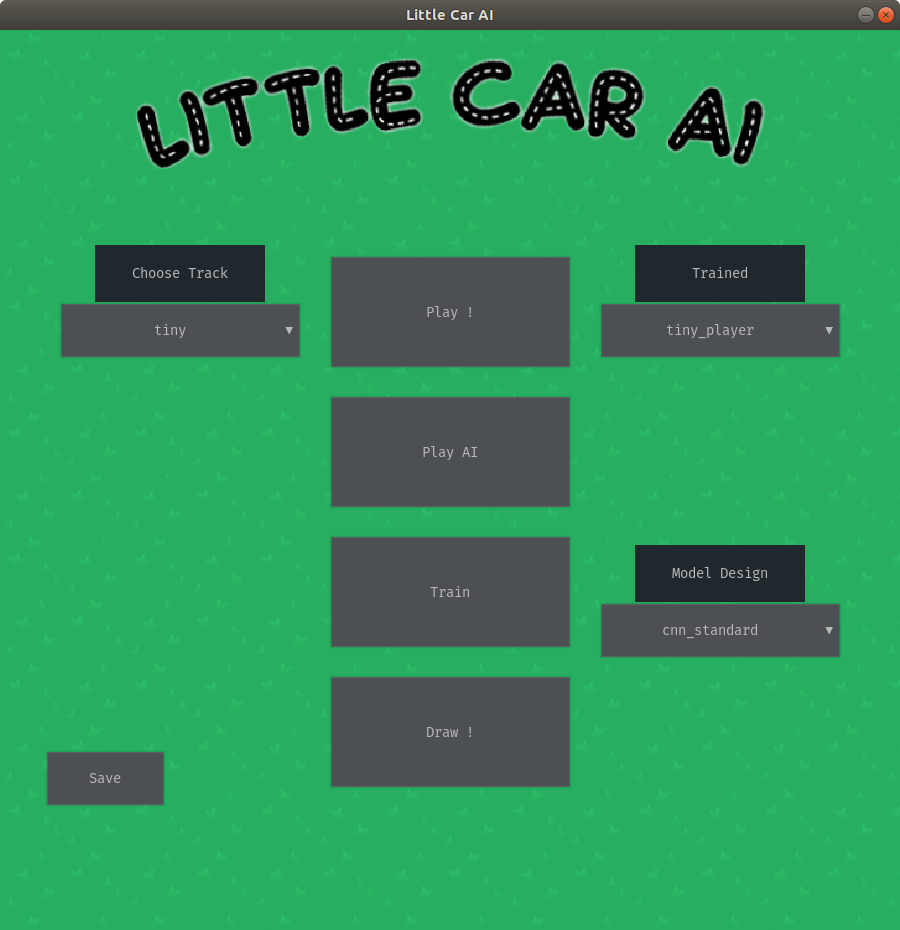 Little Car AI
LITTLE CAR AI
Choose Track
tiny ▼
Play !
Trained
tiny_player ▼
Play AI
Train
Model Design
cnn_standard ▼
Draw !
Save